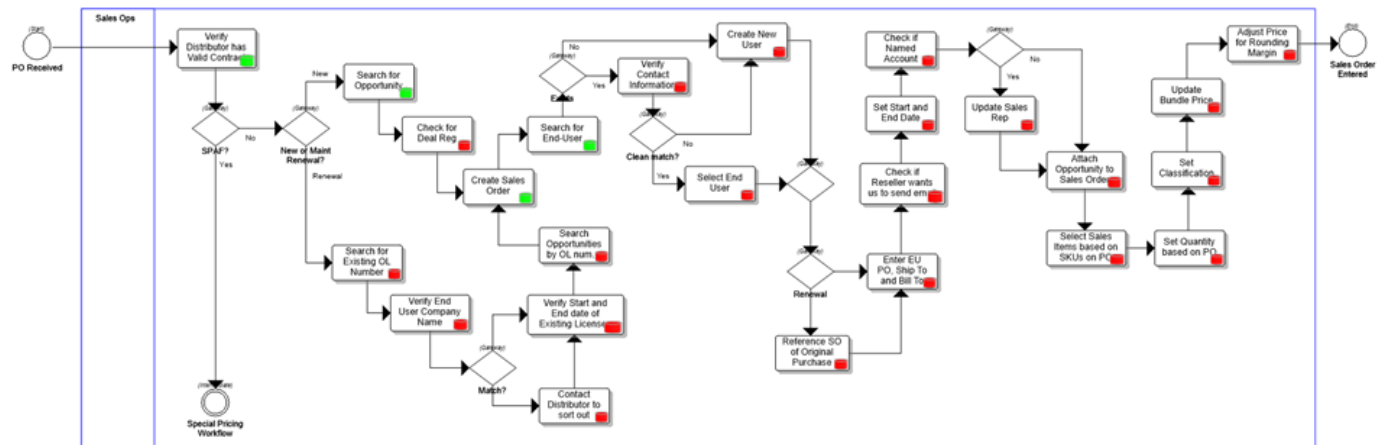 Sales Ops
(Start)
PO Received
Verify
Distributor has
Valid Contract
(Gateway)
SPAF?
No
Yes
(Gateway)
New or Maint
Renewal?
New
Renewal
Search for
Opportunity
Check for
Deal Reg
Create Sales
Order
Search for
Existing OL
Number
Verify End
User Company
Name
(Gateway)
Match?
Contact
Distributor to
sort out
Verify Start and
End date of
Existing License
Search
Opportunities
by OL num.
Search for
End-User
(Gateway)
Exists
No
Yes
Create New
User
Verify
Contact
Information
(Gateway)
Clean match?
No
Yes
Select End
User
(Gateway)
(Gateway)
Renewal
Reference SO
of Original
Purchase
Enter EU
PO, Ship To
and Bill To
Check if
Reseller wants
us to send email
Set Start and
End Date
Check if
Named
Account
(Gateway)
No
Yes
Update Sales
Rep
Attach
Opportunity to
Sales Order
Select Sales
Items based on
SKUs on PO
Set Quantity
based on PO
Set
Classification
Update
Bundle Price
Adjust Price
for Rounding
Margin
(End)
Sales Order
Entered
Special Pricing
Workflow